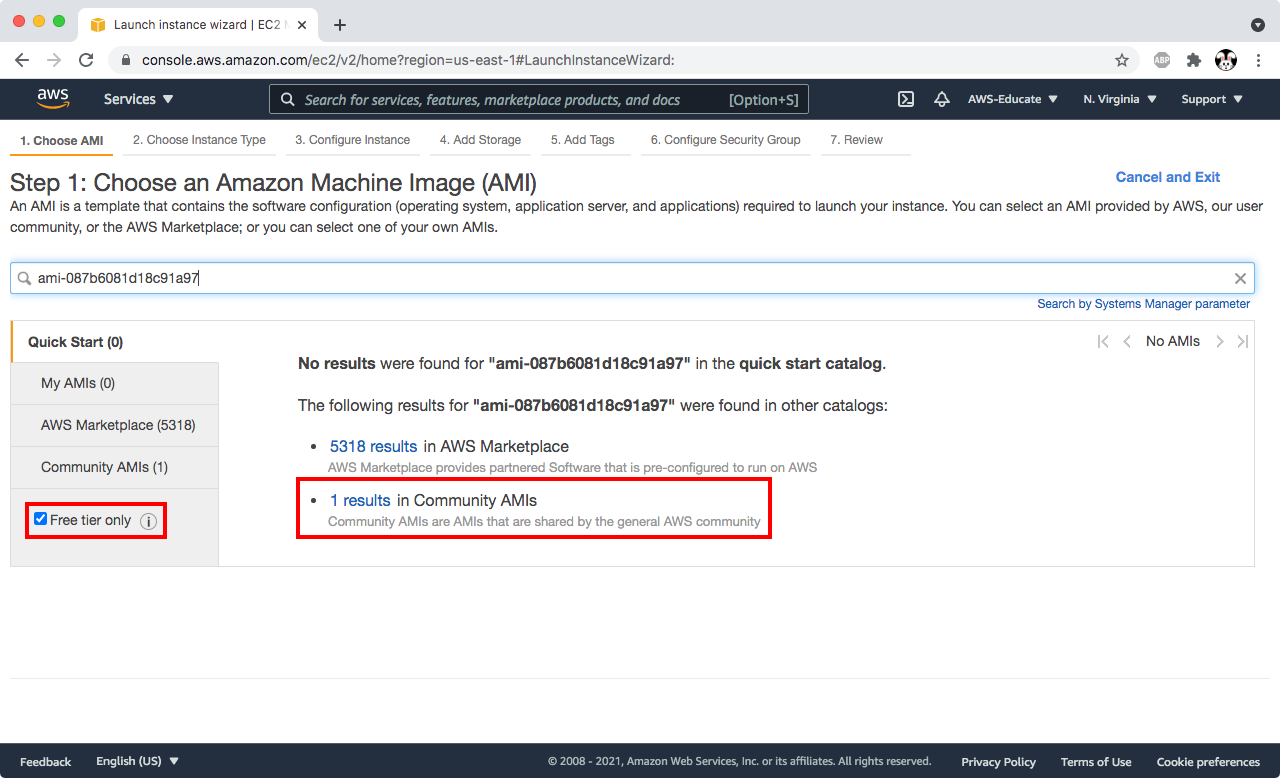 Launch instance wizard | EC2 M
console.aws.amazon.com/ec2/v2/home?region=us-east-1#LaunchInstanceWizard:
ABP
aws Services Search for services, features, marketplace products, and docs [Option+S] AWS-Educate N. Virginia Support
1. Choose AMI 2. Choose Instance Type 3. Configure Instance 4. Add Storage 5. Add Tags 6. Configure Security Group 7. Review
Step 1: Choose an Amazon Machine Image (AMI)
Cancel and Exit
An AMI is a template that contains the software configuration (operating system, application server, and applications) required to launch your instance. You can select an AMI provided by AWS, our user
community, or the AWS Marketplace; or you can select one of your own AMIs.
ami-087b6081d18c91a97
Search by Systems Manager parameter
Quick Start (0)
My AMIs (0)
AWS Marketplace (5318)
Community AMIs (1)
Free tier only
No AMIs
No results were found for "ami-087b6081d18c91a97" in the quick start catalog.
The following results for "ami-087b6081d18c91a97" were found in other catalogs:
• 5318 results in AWS Marketplace
AWS Marketplace provides partnered Software that is pre-configured to run on AWS
• 1 results in Community AMIs
Community AMIs are AMIs that are shared by the general AWS community
Feedback English (US) © 2008 - 2021, Amazon Web Services, Inc. or its affiliates. All rights reserved. Privacy Policy Terms of Use Cookie preferences